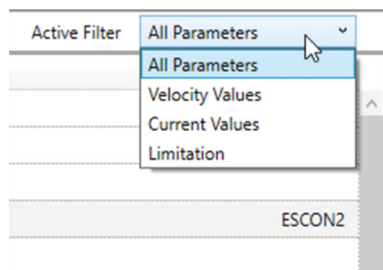 Active Filter All Parameters
All Parameters
Velocity Values
Current Values
Limitation
ESCON2